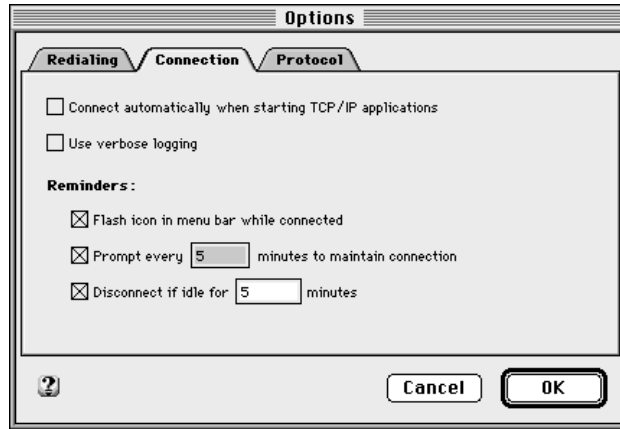 Options
Redialing Connection Protocol
Connect automatically when starting TCP/IP applications
Use verbose logging
Reminders:
Flash icon in menu bar while connected
Prompt every 5 minutes to maintain connection
Disconnect if idle for 5 minutes
? Cancel OK